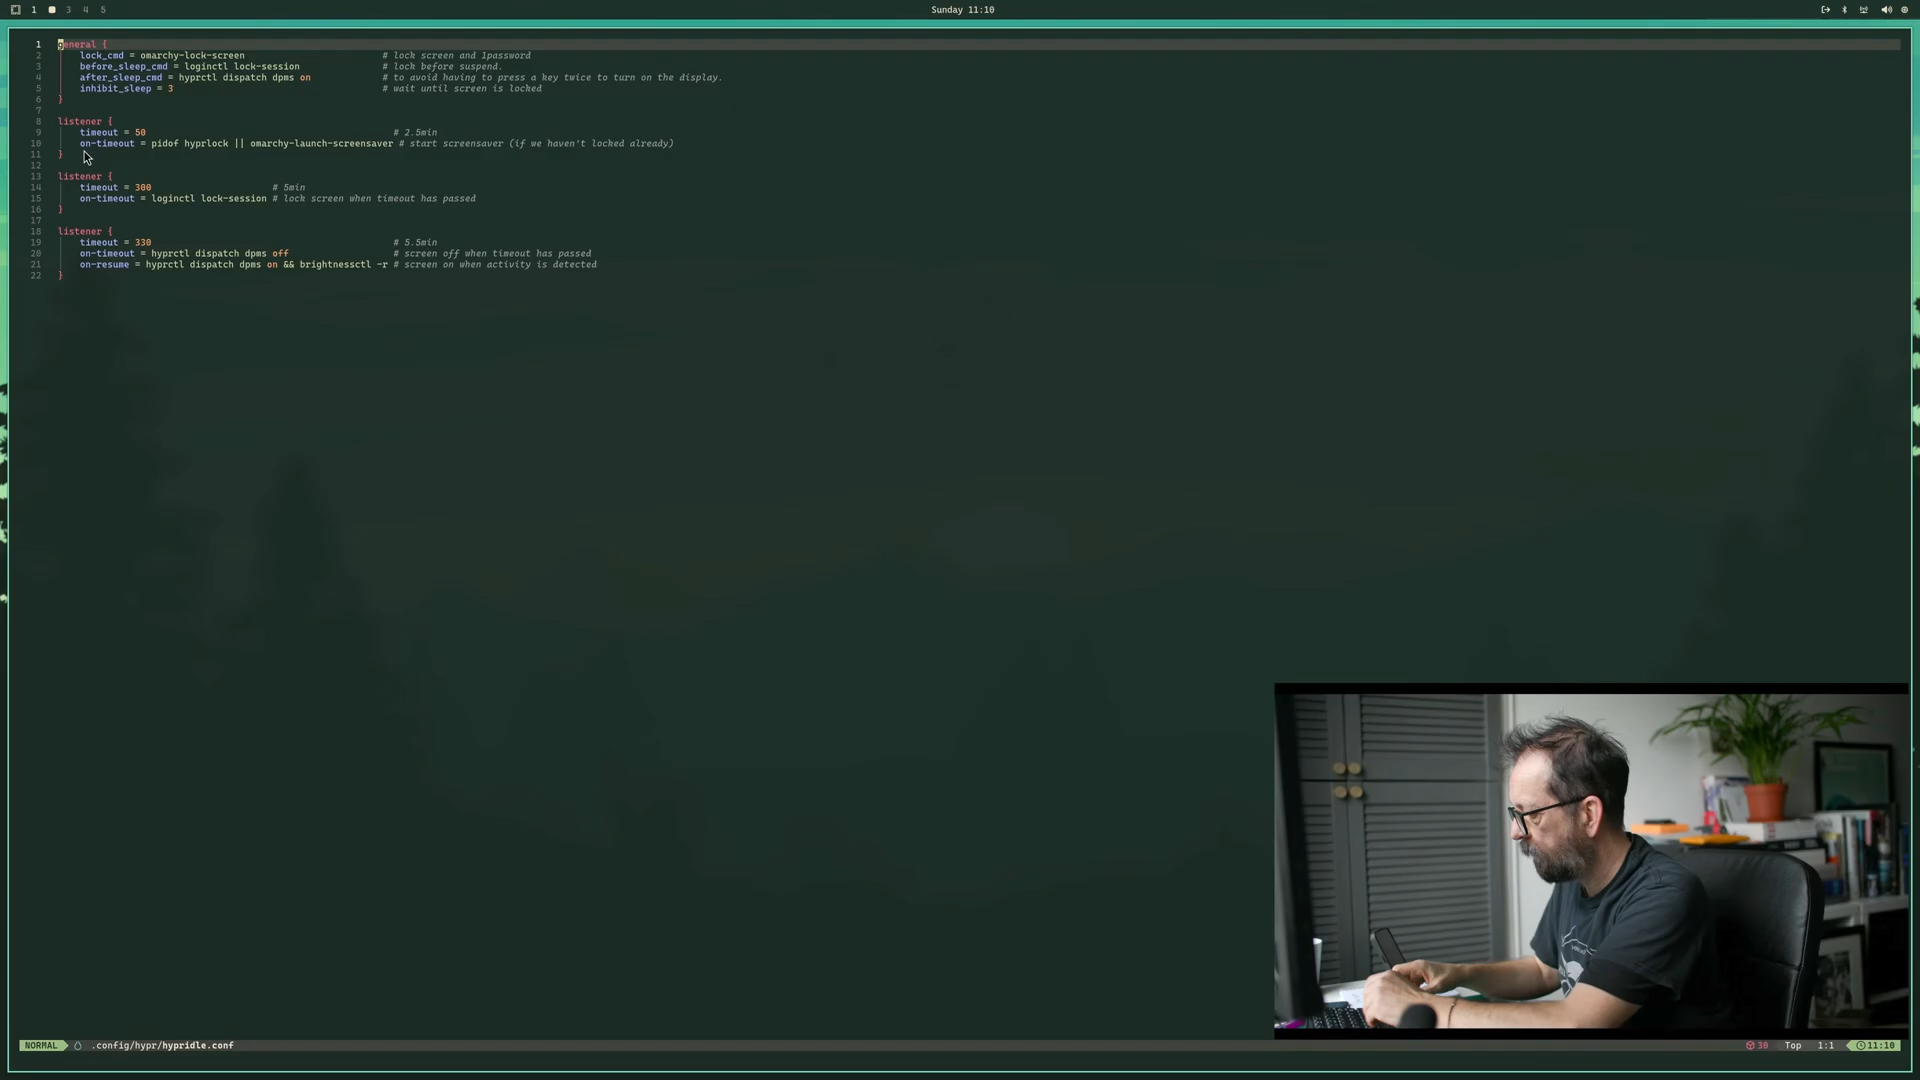 1 3 4 5 Sunday 11:10
1 general {
2 lock_cmd = omarchy-lock-screen # lock screen and 1password
3 before_sleep_cmd = loginctl lock-session # lock before suspend.
4 after_sleep_cmd = hyprctl dispatch dpms on # to avoid having to press a key twice to turn on the display.
5 inhibit_sleep = 3 # wait until screen is locked
6 }
7
8 listener {
9 timeout = 50 # 2.5min
10 on-timeout = pidof hyprlock || omarchy-launch-screensaver # start screensaver (if we haven't locked already)
11 }
12
13 listener {
14 timeout = 300 # 5min
15 on-timeout = loginctl lock-session # lock screen when timeout has passed
16 }
17
18 listener {
19 timeout = 330 # 5.5min
20 on-timeout = hyprctl dispatch dpms off # screen off when timeout has passed
21 on-resume = hyprctl dispatch dpms on && brightnessctl -r # screen on when activity is detected
22 }
NORMAL .config/hypr/hypridle.conf 30 Top 1:1 11:10